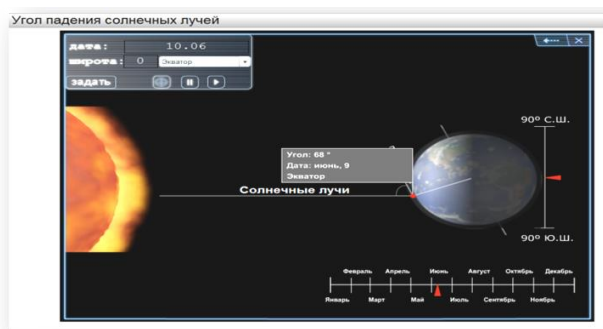 Угол падения солнечных лучей
дата: 10.06
широта: 0 Экватор
задать
90º С.Ш.
Угол: 68 °
Дата: июнь, 9
Экватор
Солнечные лучи
90º Ю.Ш.
Февраль Апрель Июнь Август Октябрь Декабрь
Январь Март Май Июль Сентябрь Ноябрь